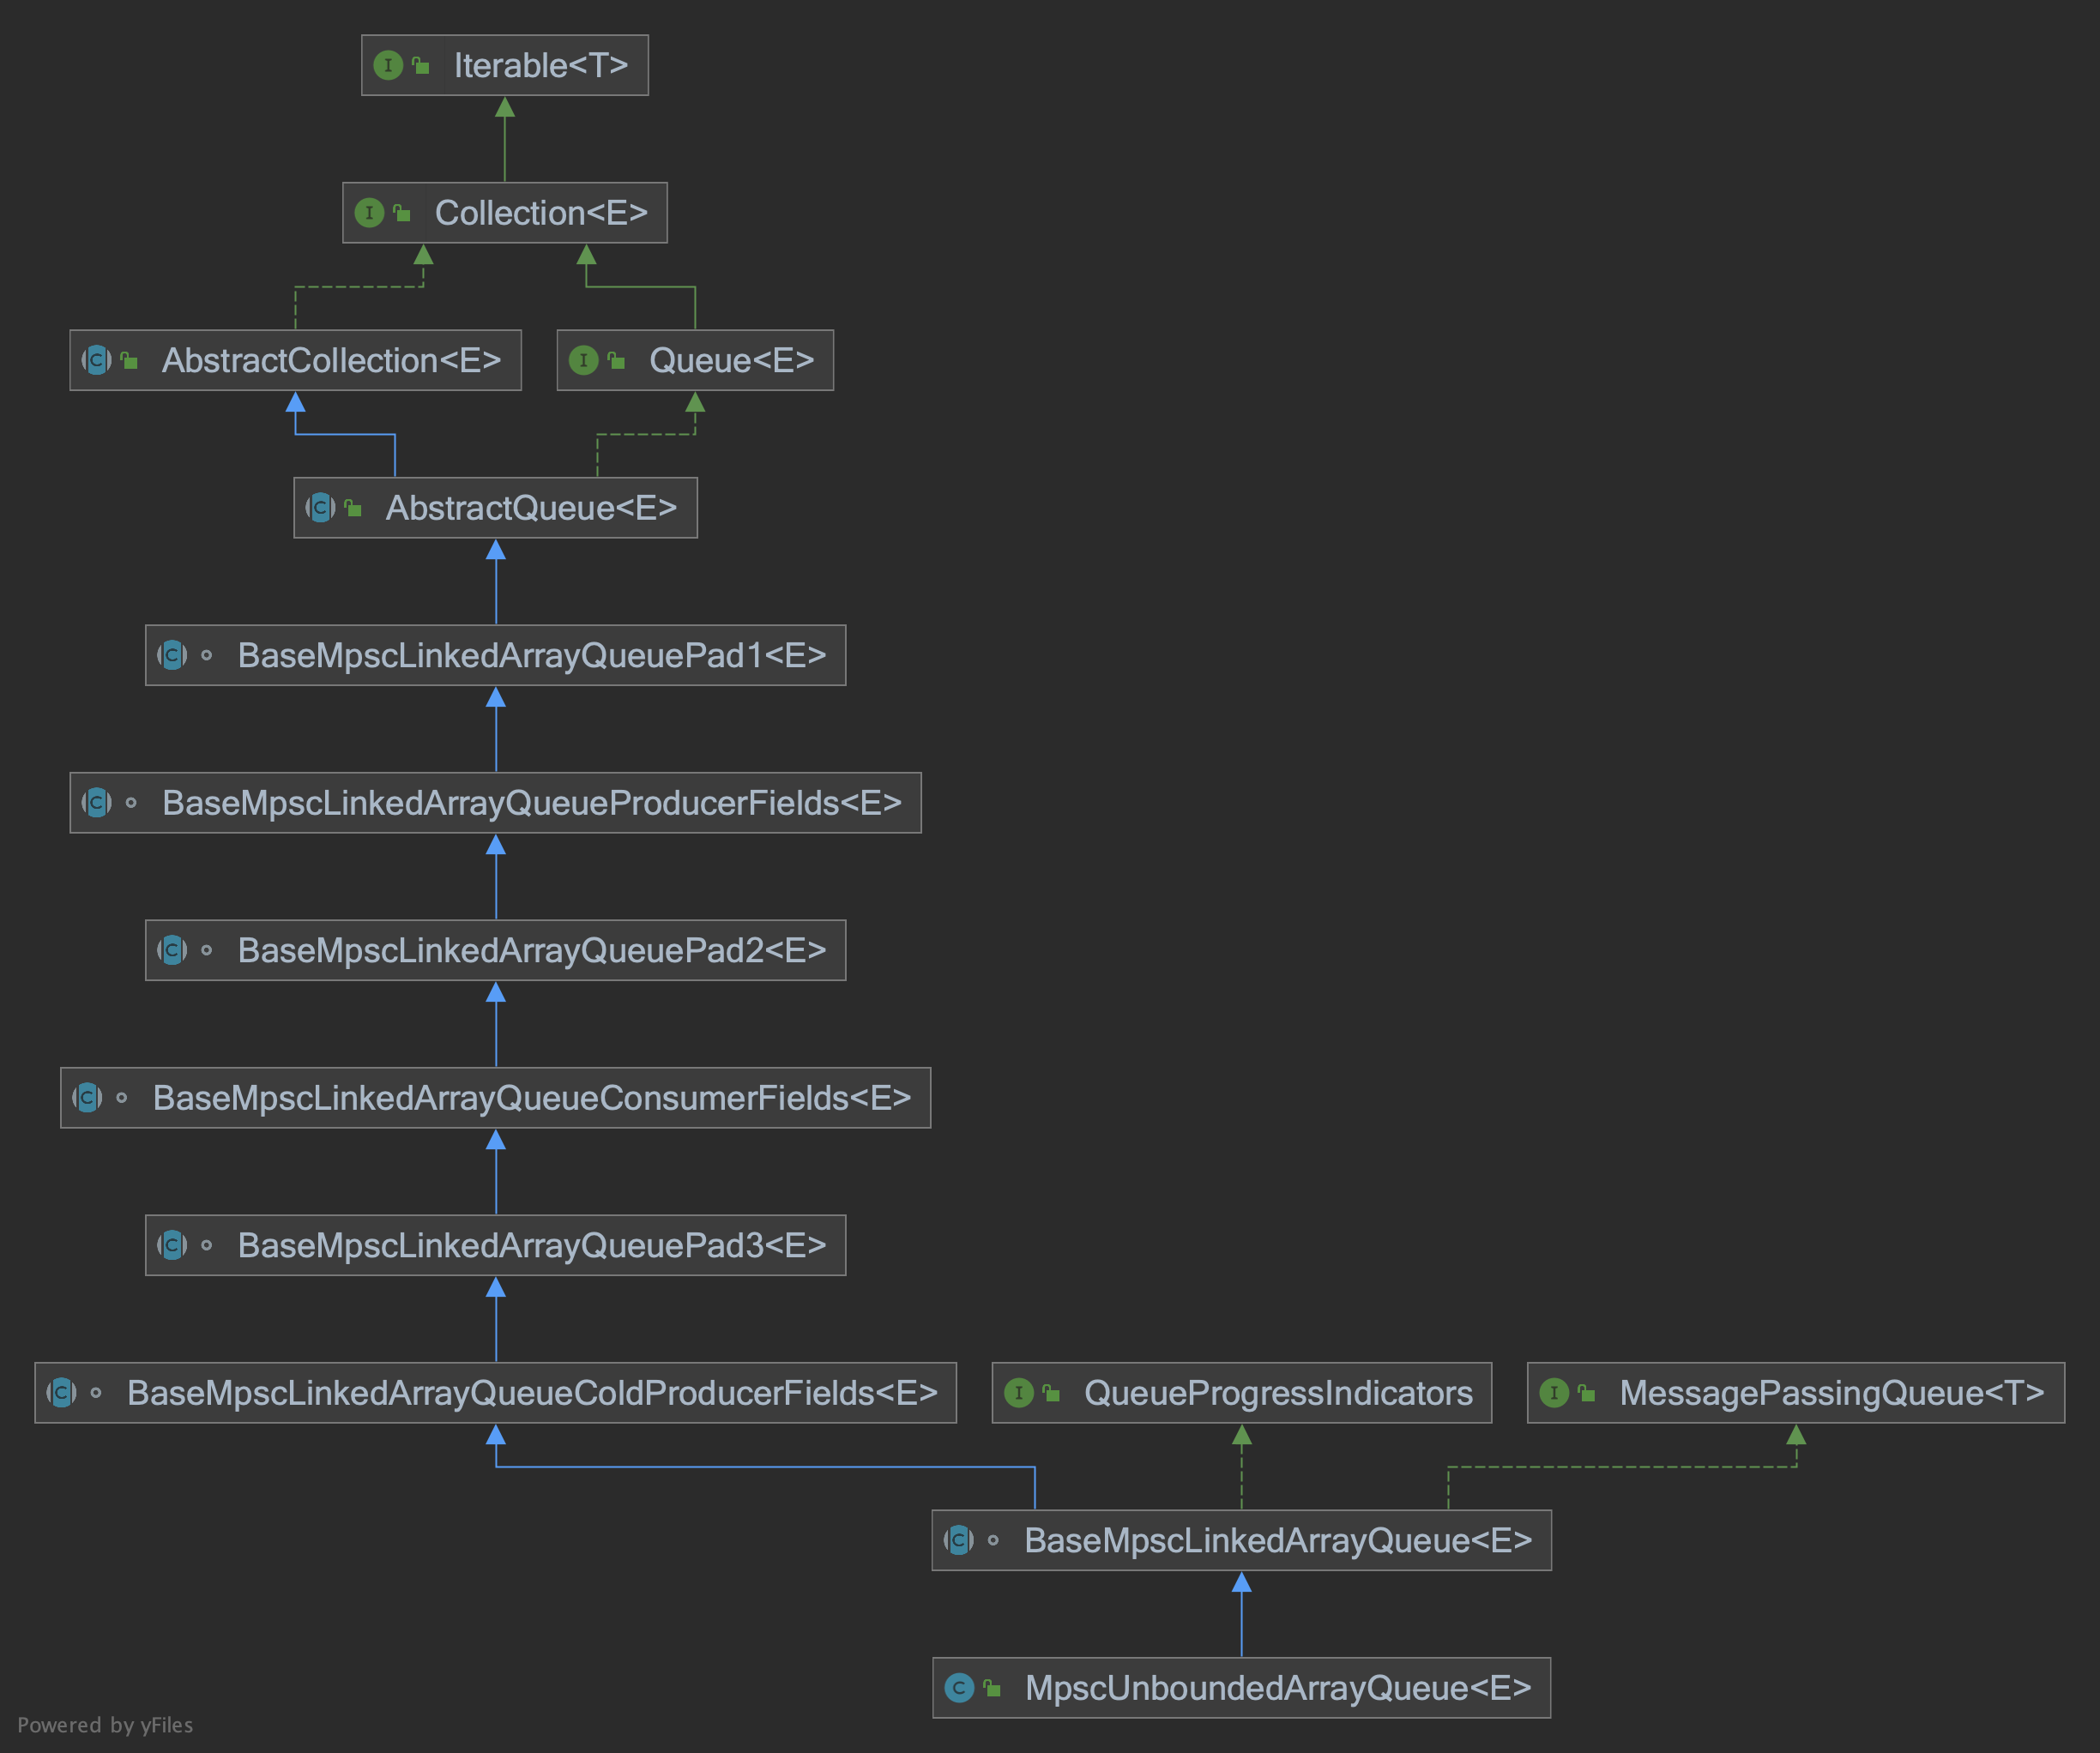 Iterable<T>
Collection<E>
AbstractCollection<E>
Queue<E>
AbstractQueue<E>
BaseMpscLinkedArrayQueuePad1<E>
BaseMpscLinkedArrayQueueProducerFields<E>
BaseMpscLinkedArrayQueuePad2<E>
BaseMpscLinkedArrayQueueConsumerFields<E>
BaseMpscLinkedArrayQueuePad3<E>
BaseMpscLinkedArrayQueueColdProducerFields<E>
QueueProgressIndicators
MessagePassingQueue<T>
BaseMpscLinkedArrayQueue<E>
MpscUnboundedArrayQueue<E>
Powered by yFiles